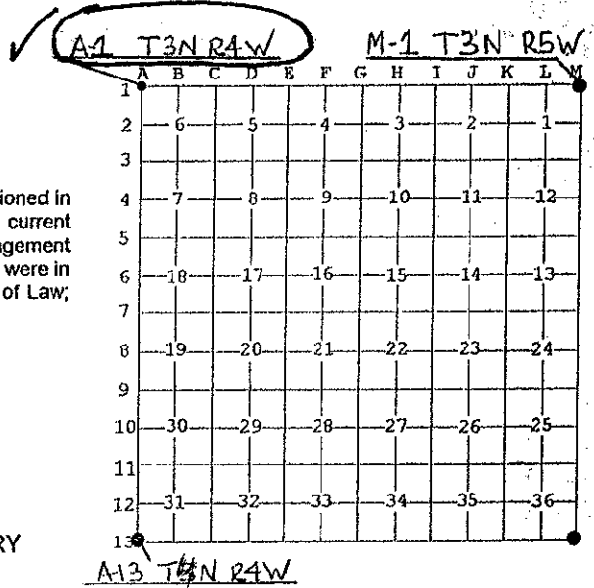 A-1 T3N R4W M-1 T3N R5W
A B C D E F G H I J K L M
1
2 6 5 4 3 2 1
3
ioned in 4 7 8 9 10 11 12
current
agement 5
were in 6 18 17 16 15 14 13
of Law;
7
8 19 20 21 22 23 24
9
10 30 29 28 27 26 25
11
12 31 32 33 34 35 36
RY 13
A-13 N R4W